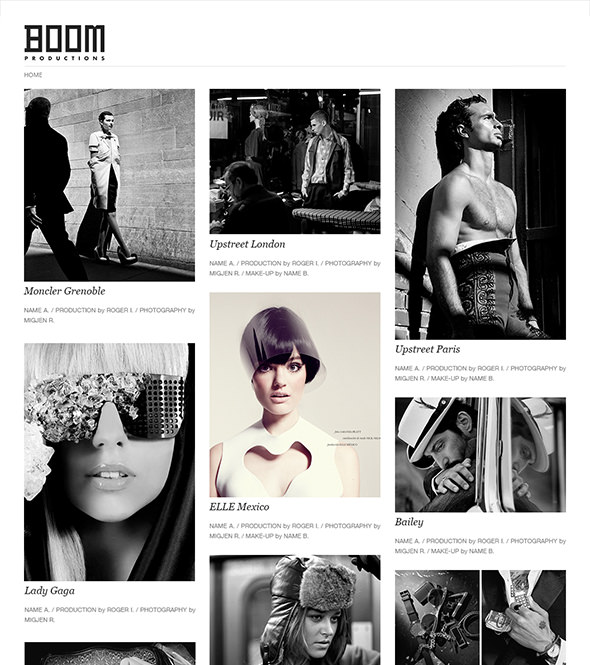 BOOM
PRODUCTIONS
HOME
Moncler Grenoble
NAME A. / PRODUCTION by ROGER I. / PHOTOGRAPHY by
MIGJEN R.
Lady Gaga
NAME A. / PRODUCTION by ROGER I. / PHOTOGRAPHY by
MIGJEN R.
Upstreet London
NAME A. / PRODUCTION by ROGER I. / PHOTOGRAPHY by
MIGJEN R. / MAKE-UP by NAME B.
ELLE Mexico
NAME A. / PRODUCTION by ROGER I. / PHOTOGRAPHY by
MIGJEN R. / MAKE-UP by NAME B.
Upstreet Paris
NAME A. / PRODUCTION by ROGER I. / PHOTOGRAPHY by
MIGJEN R. / MAKE-UP by NAME B.
Bailey
NAME A. / PRODUCTION by ROGER I. / PHOTOGRAPHY by
MIGJEN R. / MAKE-UP by NAME B.